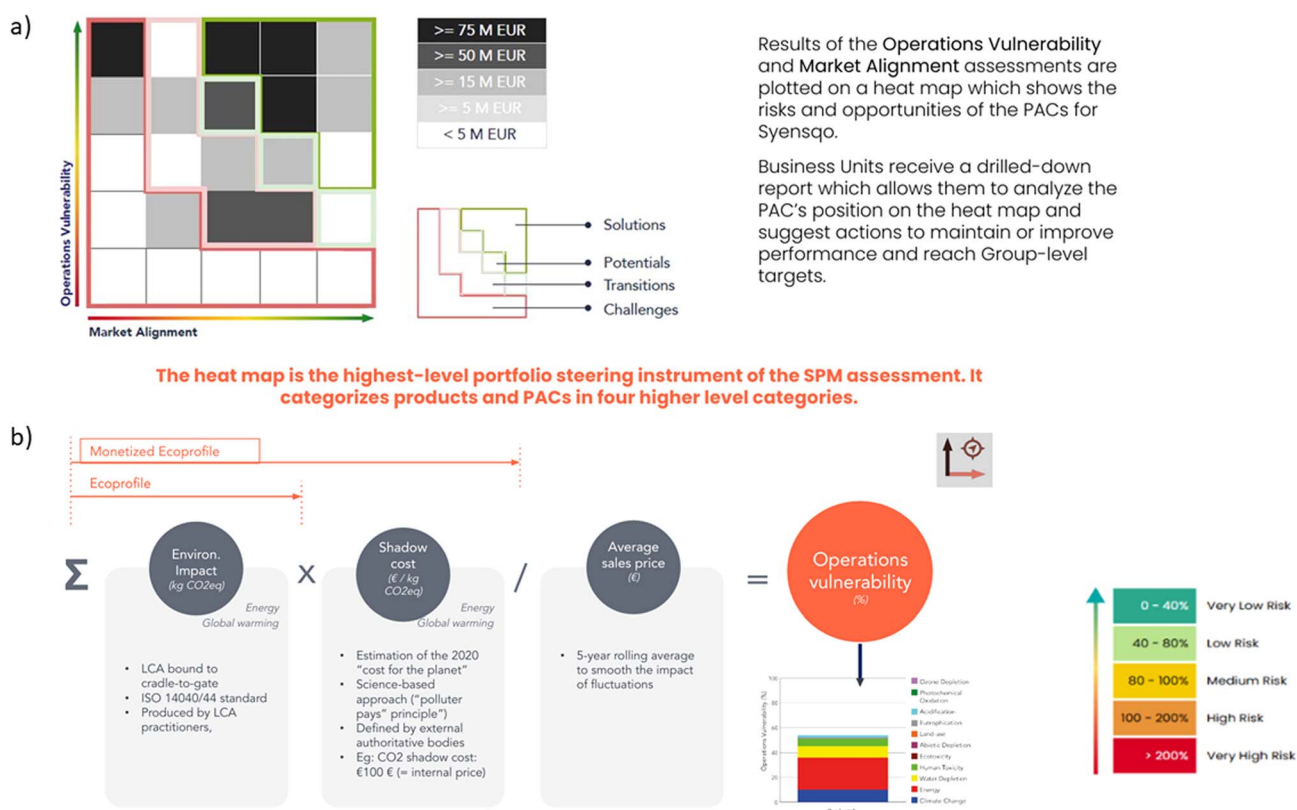 a)
>= 75 M EUR
>= 50 M EUR
>= 15 M EUR
>= 5 M EUR
< 5 M EUR
Operations Vulnerability
Market Alignment
Solutions
Potentials
Transitions
Challenges
Results of the Operations Vulnerability
and Market Alignment assessments are
plotted on a heat map which shows the
risks and opportunities of the PACs for
Syensqo.
Business Units receive a drilled-down
report which allows them to analyze the
PAC's position on the heat map and
suggest actions to maintain or improve
performance and reach Group-level
targets.
The heat map is the highest-level portfolio steering instrument of the SPM assessment. It
categorizes products and PACs in four higher level categories.
b)
Monetized Ecoprofile
Ecoprofile
Σ
Environ.
Impact
(kg CO2eq)
Energy
Global warming
• LCA bound to
cradle-to-gate
• ISO 14040/44 standard
• Produced by LCA
practitioners,
x
Shadow
cost
(€ / kg
CO2eq)
Energy
Global warming
• Estimation of the 2020
"cost for the planet"
• Science-based
approach ("polluter
pays" principle")
• Defined by external
authoritative bodies
• Eg: CO2 shadow cost:
€100 € (= internal price)
/
Average
sales price
(€)
• 5-year rolling average
to smooth the impact
of fluctuations
=
Operations
vulnerability
(%)
Operations Vulnerability (%)
100
80
60
40
20
0
Ozone Depletion
Photochemical
Oxidation
Acidification
Eutrophication
Land use
Abiotic Depletion
Ecotoxicity
Human Toxicity
Water Depletion
Energy
Climate Change
0 - 40% Very Low Risk
40 - 80% Low Risk
80 - 100% Medium Risk
100 - 200% High Risk
> 200% Very High Risk